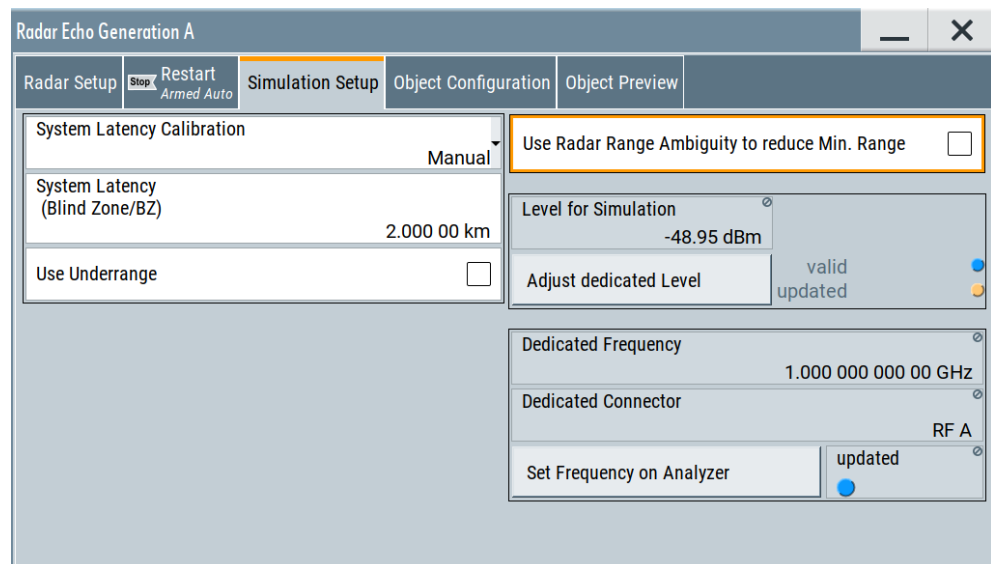 Radar Echo Generation A
Radar Setup
Stop Restart
Armed Auto
Simulation Setup
Object Configuration
Object Preview
System Latency Calibration
Manual
System Latency
(Blind Zone/BZ)
2.000 00 km
Use Underrange
Use Radar Range Ambiguity to reduce Min. Range
Level for Simulation
-48.95 dBm
Adjust dedicated Level
valid
updated
Dedicated Frequency
1.000 000 000 00 GHz
Dedicated Connector
RF A
Set Frequency on Analyzer
updated